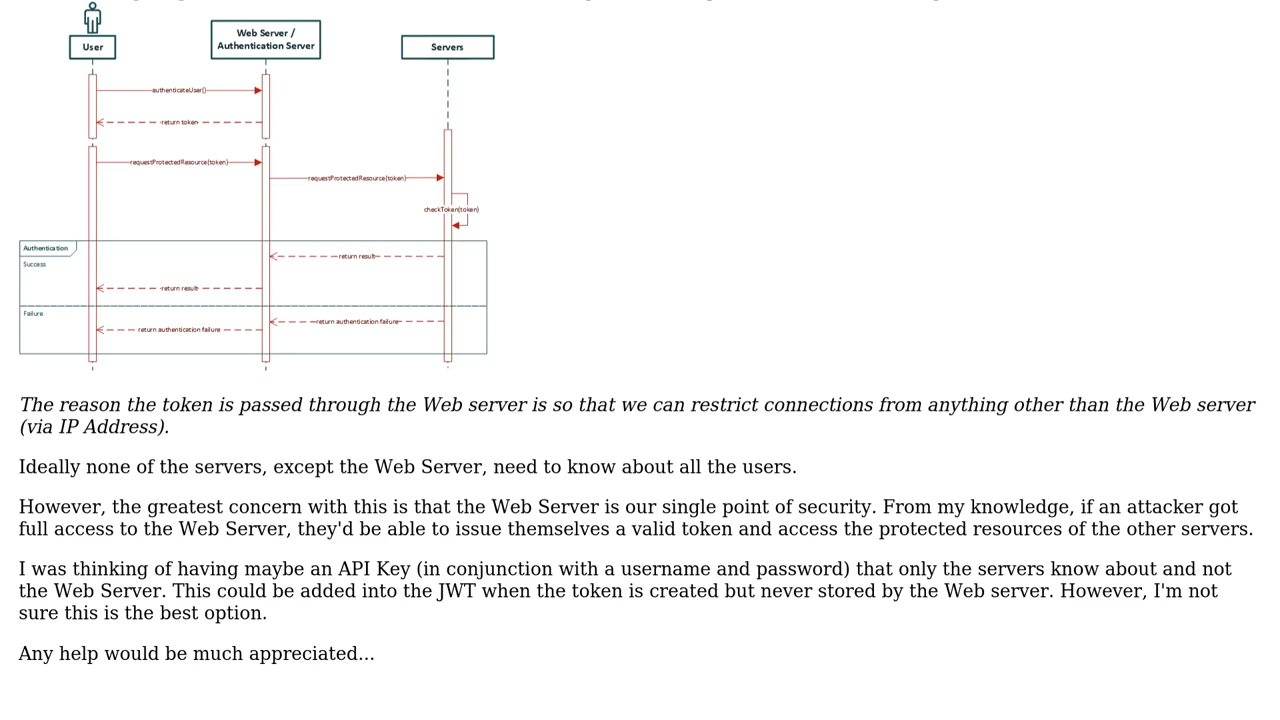 User
Web Server /
Authentication Server
Servers
authenticateUser()
return token
requestProtectedResource(token)
requestProtectedResource(token)
checkToken(token)
Authentication
return result
Success
return result
Failure
return authentication failure
return authentication failure
The reason the token is passed through the Web server is so that we can restrict connections from anything other than the Web server
(via IP Address).
Ideally none of the servers, except the Web Server, need to know about all the users.
However, the greatest concern with this is that the Web Server is our single point of security. From my knowledge, if an attacker got
full access to the Web Server, they'd be able to issue themselves a valid token and access the protected resources of the other servers.
I was thinking of having maybe an API Key (in conjunction with a username and password) that only the servers know about and not
the Web Server. This could be added into the JWT when the token is created but never stored by the Web server. However, I'm not
sure this is the best option.
Any help would be much appreciated...